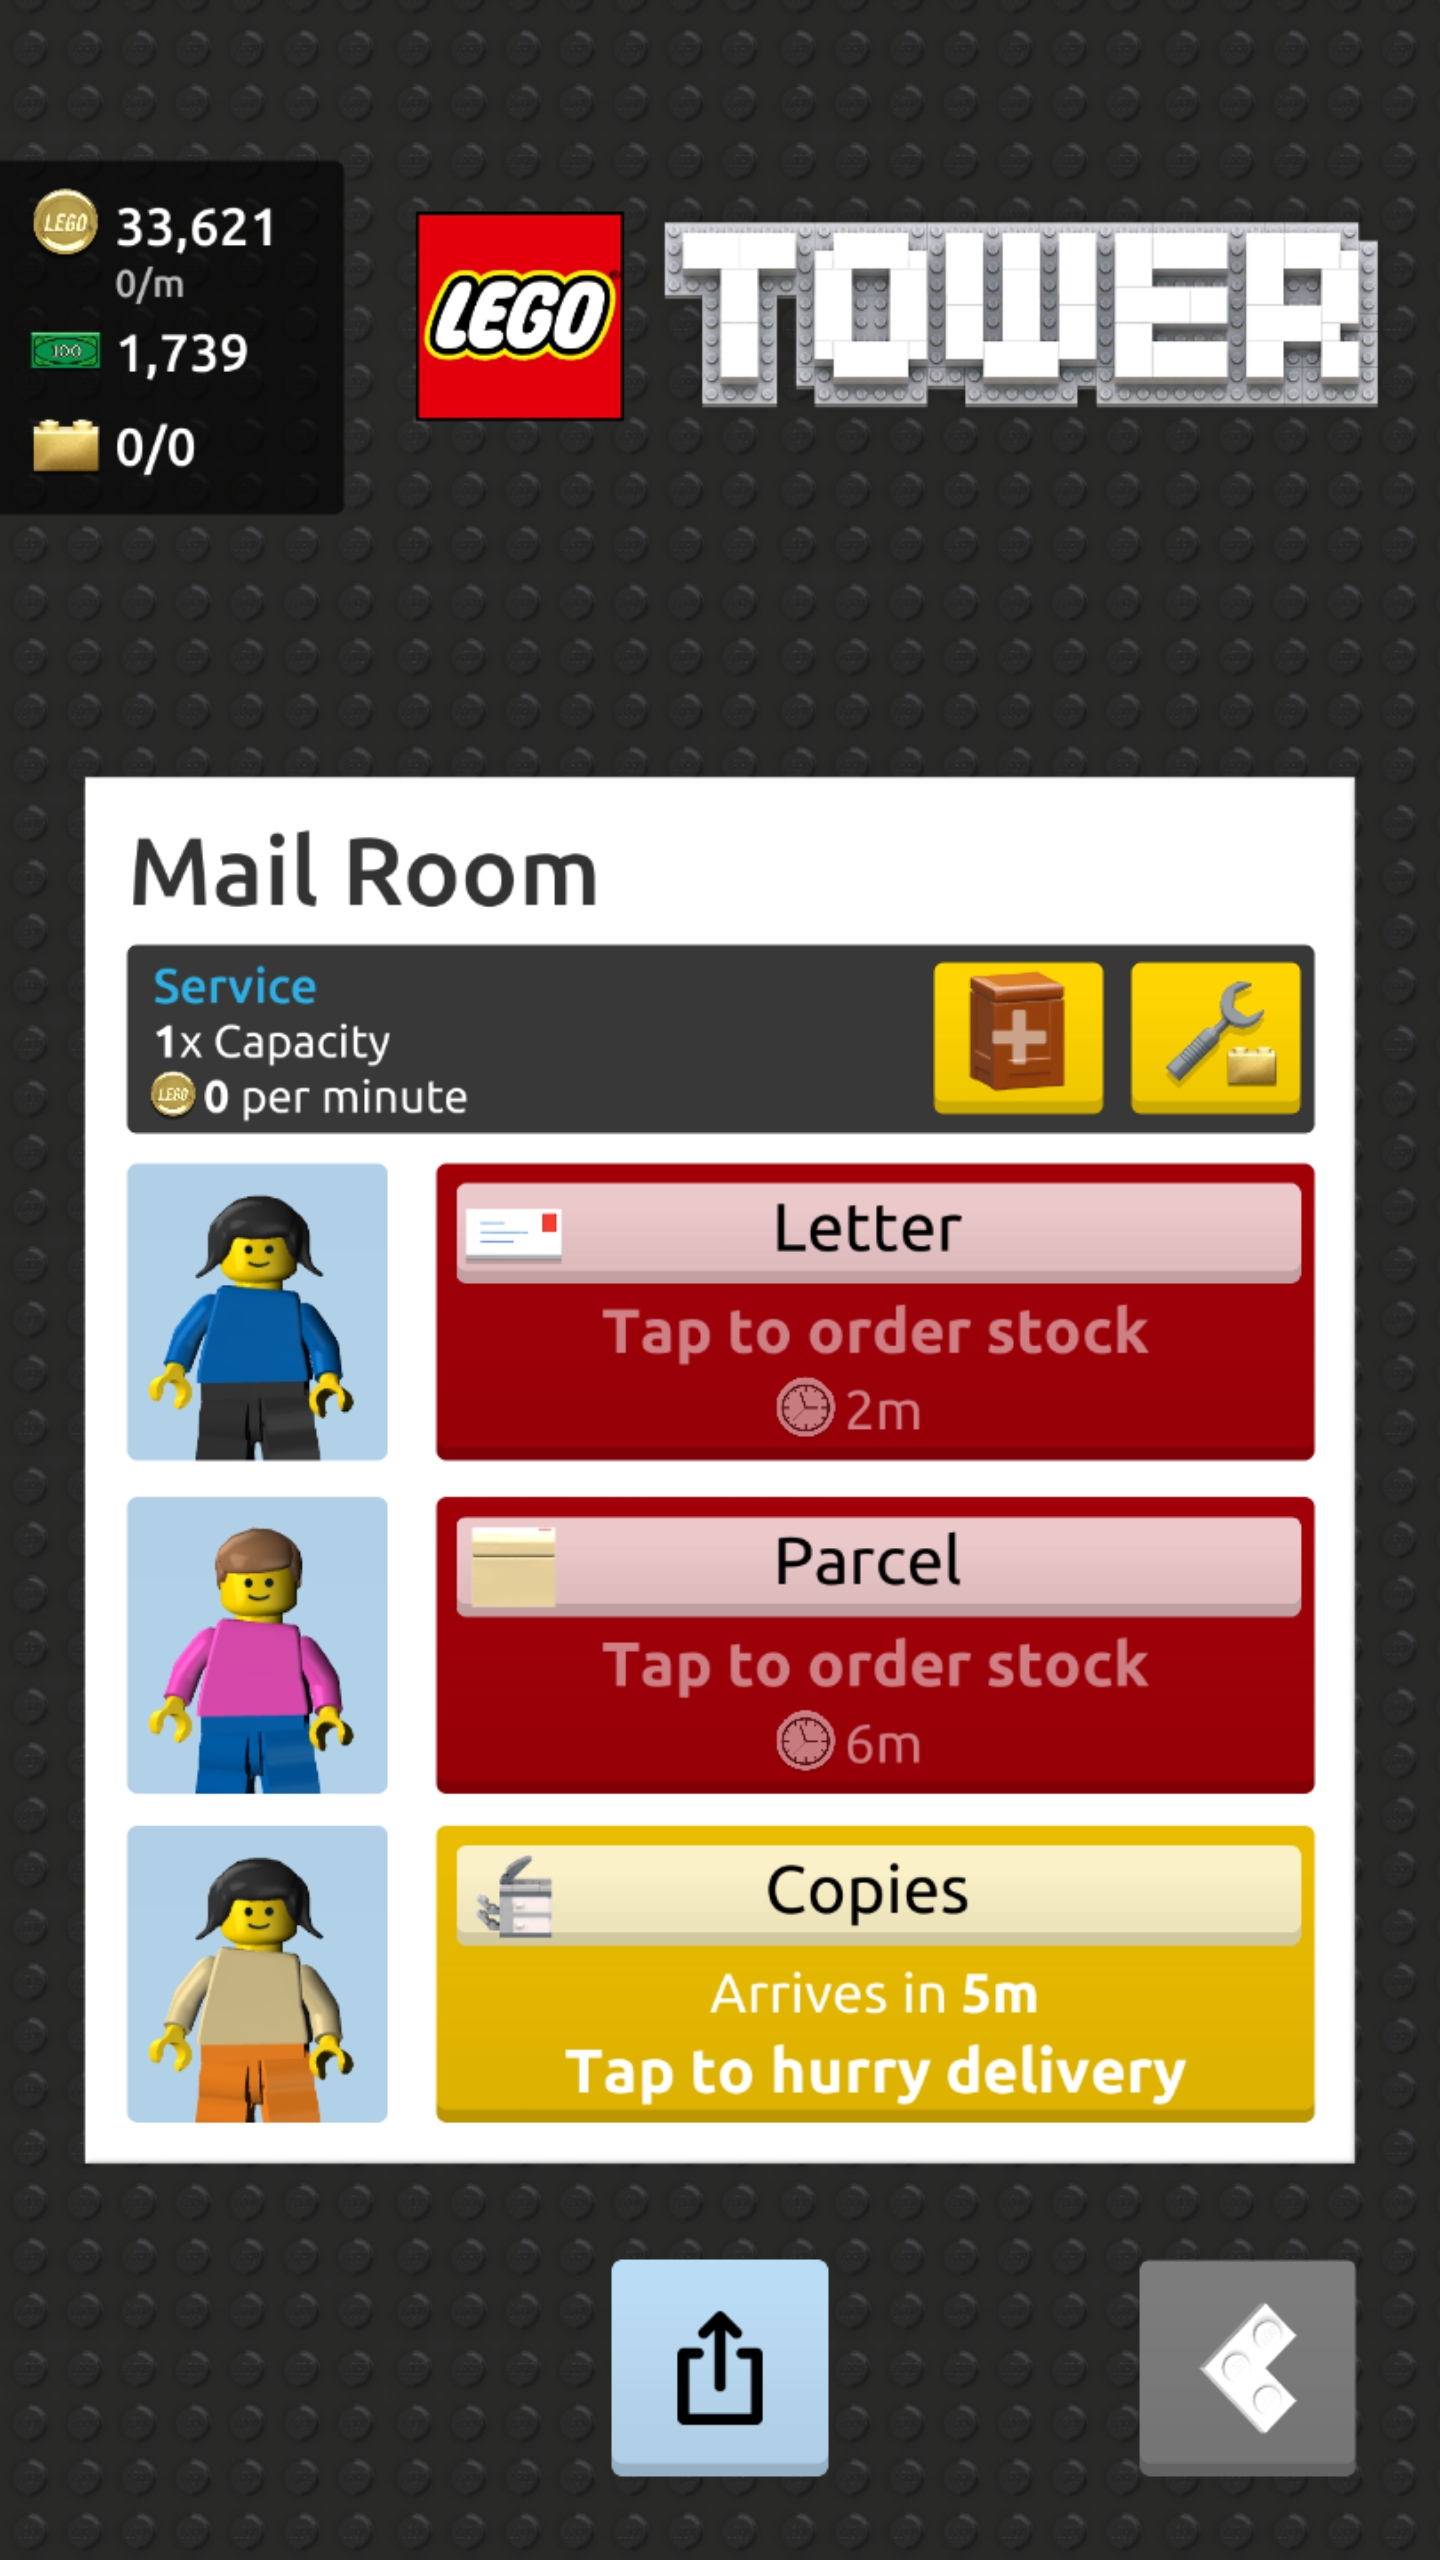 LEGO
33,621
0/m
100
1,739
0/0
LEGO
TOWER
Mail Room
Service
1x Capacity
LEGO
0 per minute
Letter
Tap to order stock
2m
Parcel
Tap to order stock
6m
Copies
Arrives in 5m
Tap to hurry delivery